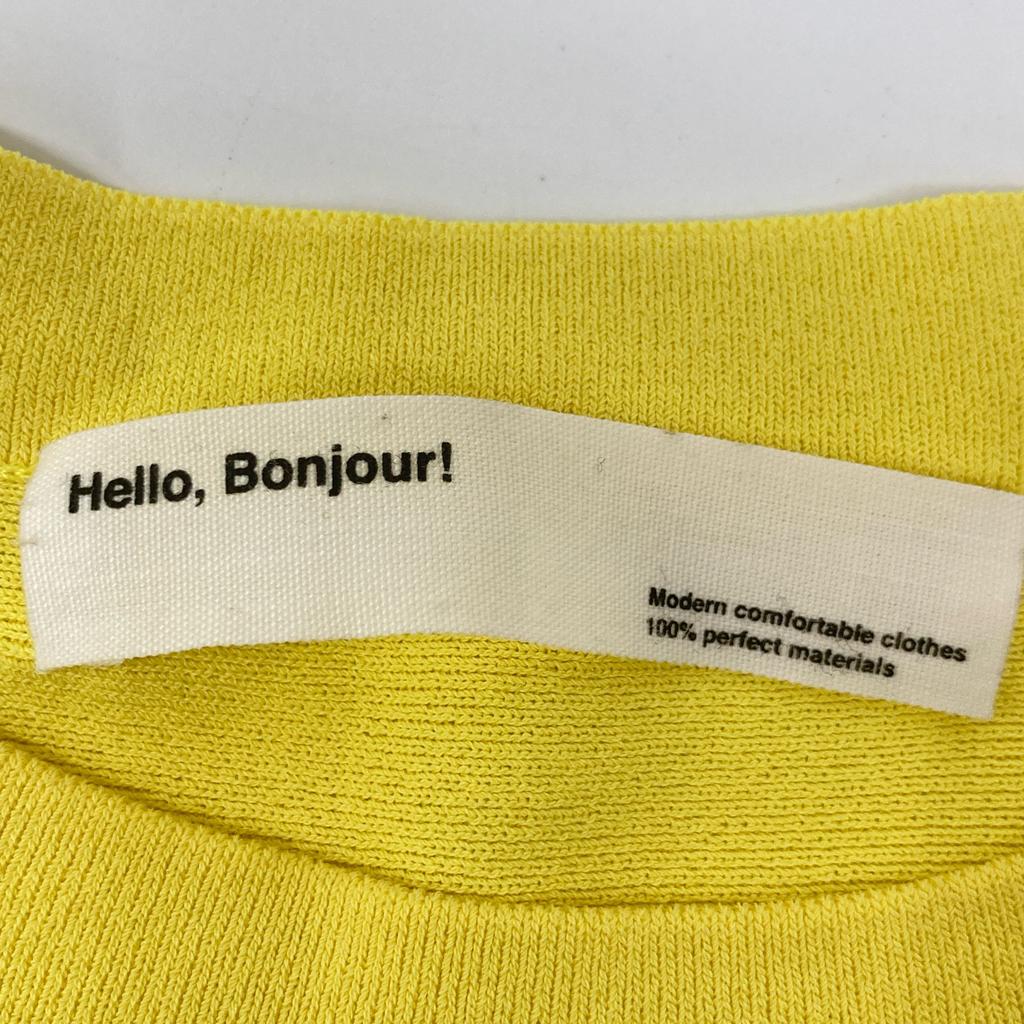 Hello, Bonjour!
Modern comfortable clothes
100% perfect materials